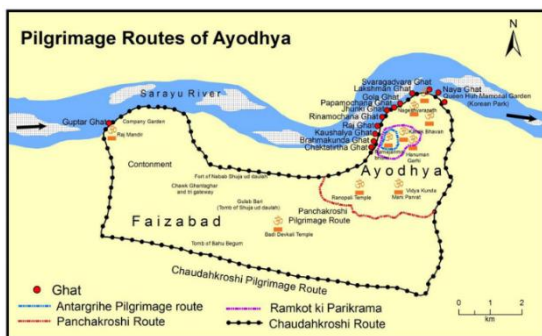 Pilgrimage Routes of Ayodhya
N
Svaragadvara Ghat
Lakshman Ghat
Gola Ghat
Papamochana Ghat
Jhunki Ghat
Rinamochana Ghat
Raj Ghat
Kaushalya Ghat
Brahmakunda Ghat
Chaktatirtha Ghat
Naya Ghat
Queen Huh Memorial Garden
(Korean Park)
Sarayu River
Guptar Ghat
Company Garden
Raj Mandir
Nageshwarnath
Kanak Bhavan
Hanuman
Garhi
Contonment
Fort of Nabab Shuja ud daulah
Chowk Ghantaghar
and th gateway
Gulab Bari
(Tomb of Shuja ud daulah)
Faizabad
Badi Devkali Temple
Tomb of Bahu Begum
Ayodhya
Ranopali Temple
Vidya Kunda
Mani Parvat
Panchakroshi
Pilgrimage Route
Chaudahkroshi Pilgrimage Route
Ghat
Antargrihe Pilgrimage route
Panchakroshi Route
Ramkot ki Parikrama
Chaudahkroshi Route
0 1 2
km